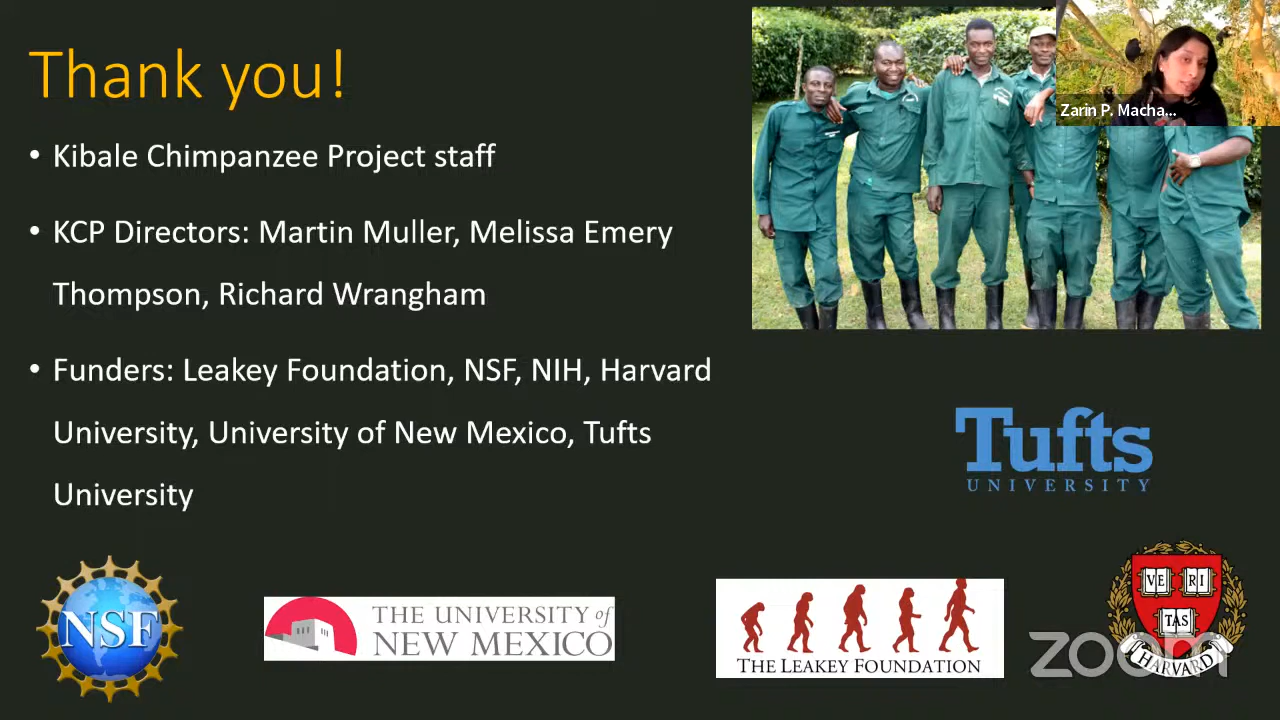 Thank you!
Zarin P. Macha...
• Kibale Chimpanzee Project staff
• KCP Directors: Martin Muller, Melissa Emery
Thompson, Richard Wrangham
• Funders: Leakey Foundation, NSF, NIH, Harvard
University, University of New Mexico, Tufts
University
Tufts
UNIVERSITY
NSF
THE UNIVERSITY of
NEW MEXICO
THE LEAKEY FOUNDATION
VE RI
TAS
HARVARD
zoom